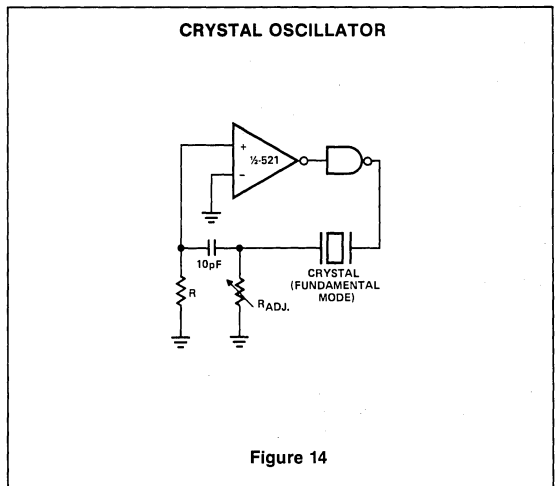 CRYSTAL OSCILLATOR
+
½-521
−
10pF
CRYSTAL
(FUNDAMENTAL
MODE)
R
RADJ.
Figure 14